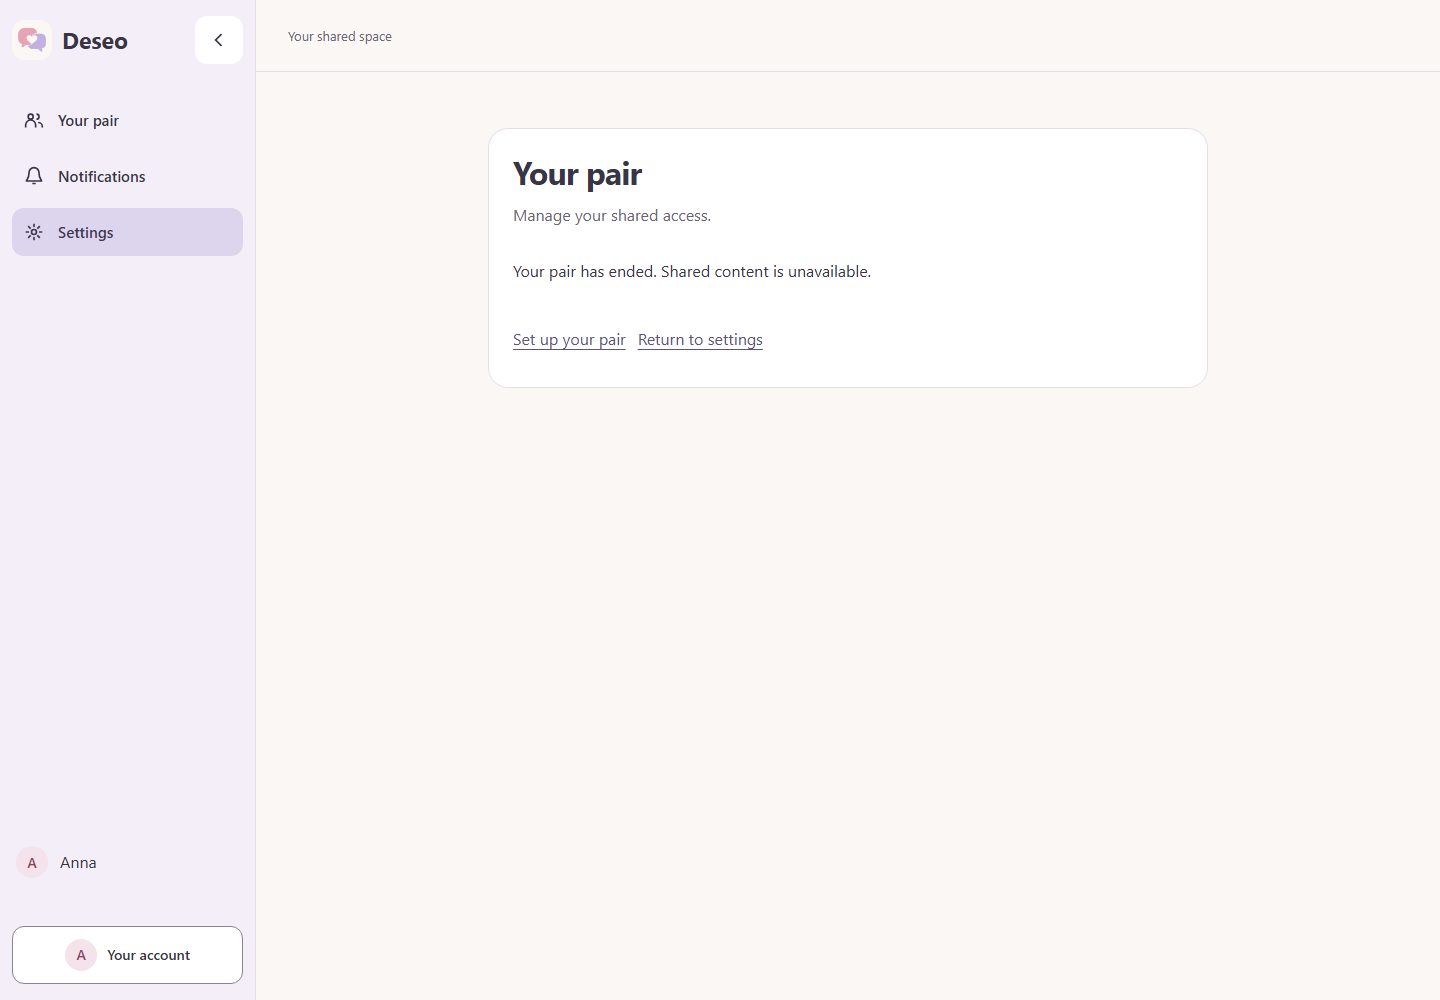 Deseo
Your shared space
Your pair
Notifications
Settings
Your pair
Manage your shared access.
Your pair has ended. Shared content is unavailable.
Set up your pair Return to settings
A Anna
A Your account